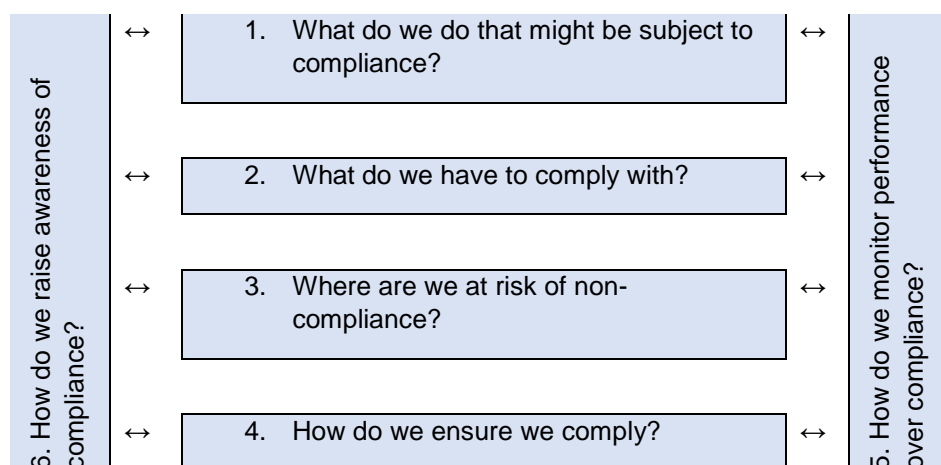 6. How do we raise awareness of
compliance?
↔ 1. What do we do that might be subject to ↔
compliance?
↔ 2. What do we have to comply with? ↔
↔ 3. Where are we at risk of non- ↔
compliance?
↔ 4. How do we ensure we comply? ↔
5. How do we monitor performance
over compliance?